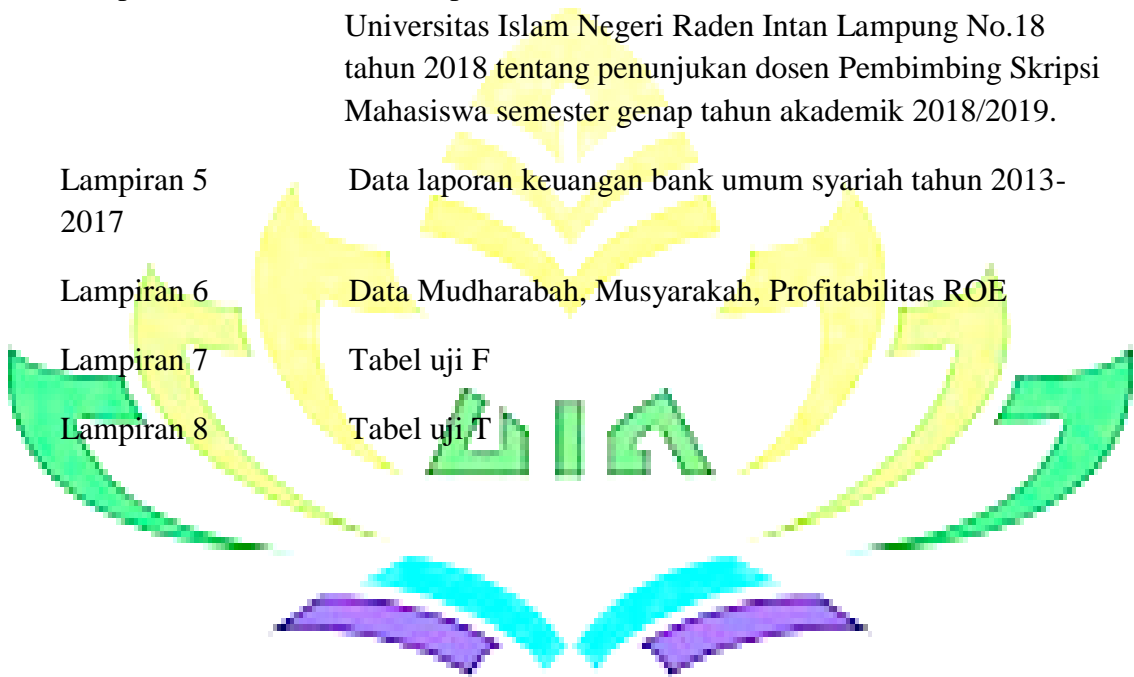 Universitas Islam Negeri Raden Intan Lampung No.18
tahun 2018 tentang penunjukan dosen Pembimbing Skripsi
Mahasiswa semester genap tahun akademik 2018/2019.
Lampiran 5 Data laporan keuangan bank umum syariah tahun 2013-
2017
Lampiran 6 Data Mudharabah, Musyarakah, Profitabilitas ROE
Lampiran 7 Tabel uji F
Lampiran 8 Tabel uji T